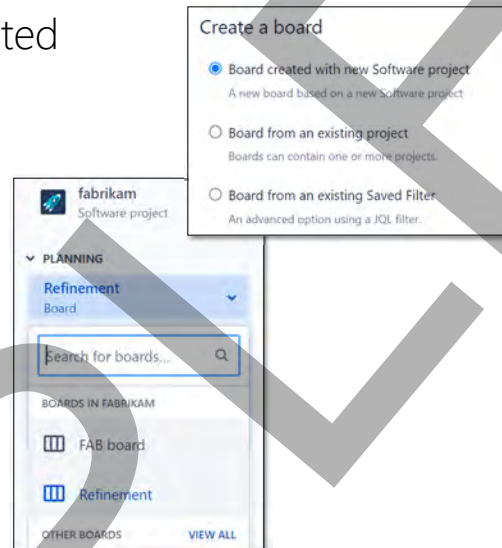 ted
Create a board
Board created with new Software project
A new board based on a new Software project
Board from an existing project
Boards can contain one or more projects.
Board from an existing Saved Filter
An advanced option using a JQL filter.
fabrikam
Software project
PLANNING
Refinement
Board
Search for boards...
BOARDS IN FABRIKAM
FAB board
Refinement
OTHER BOARDS VIEW ALL